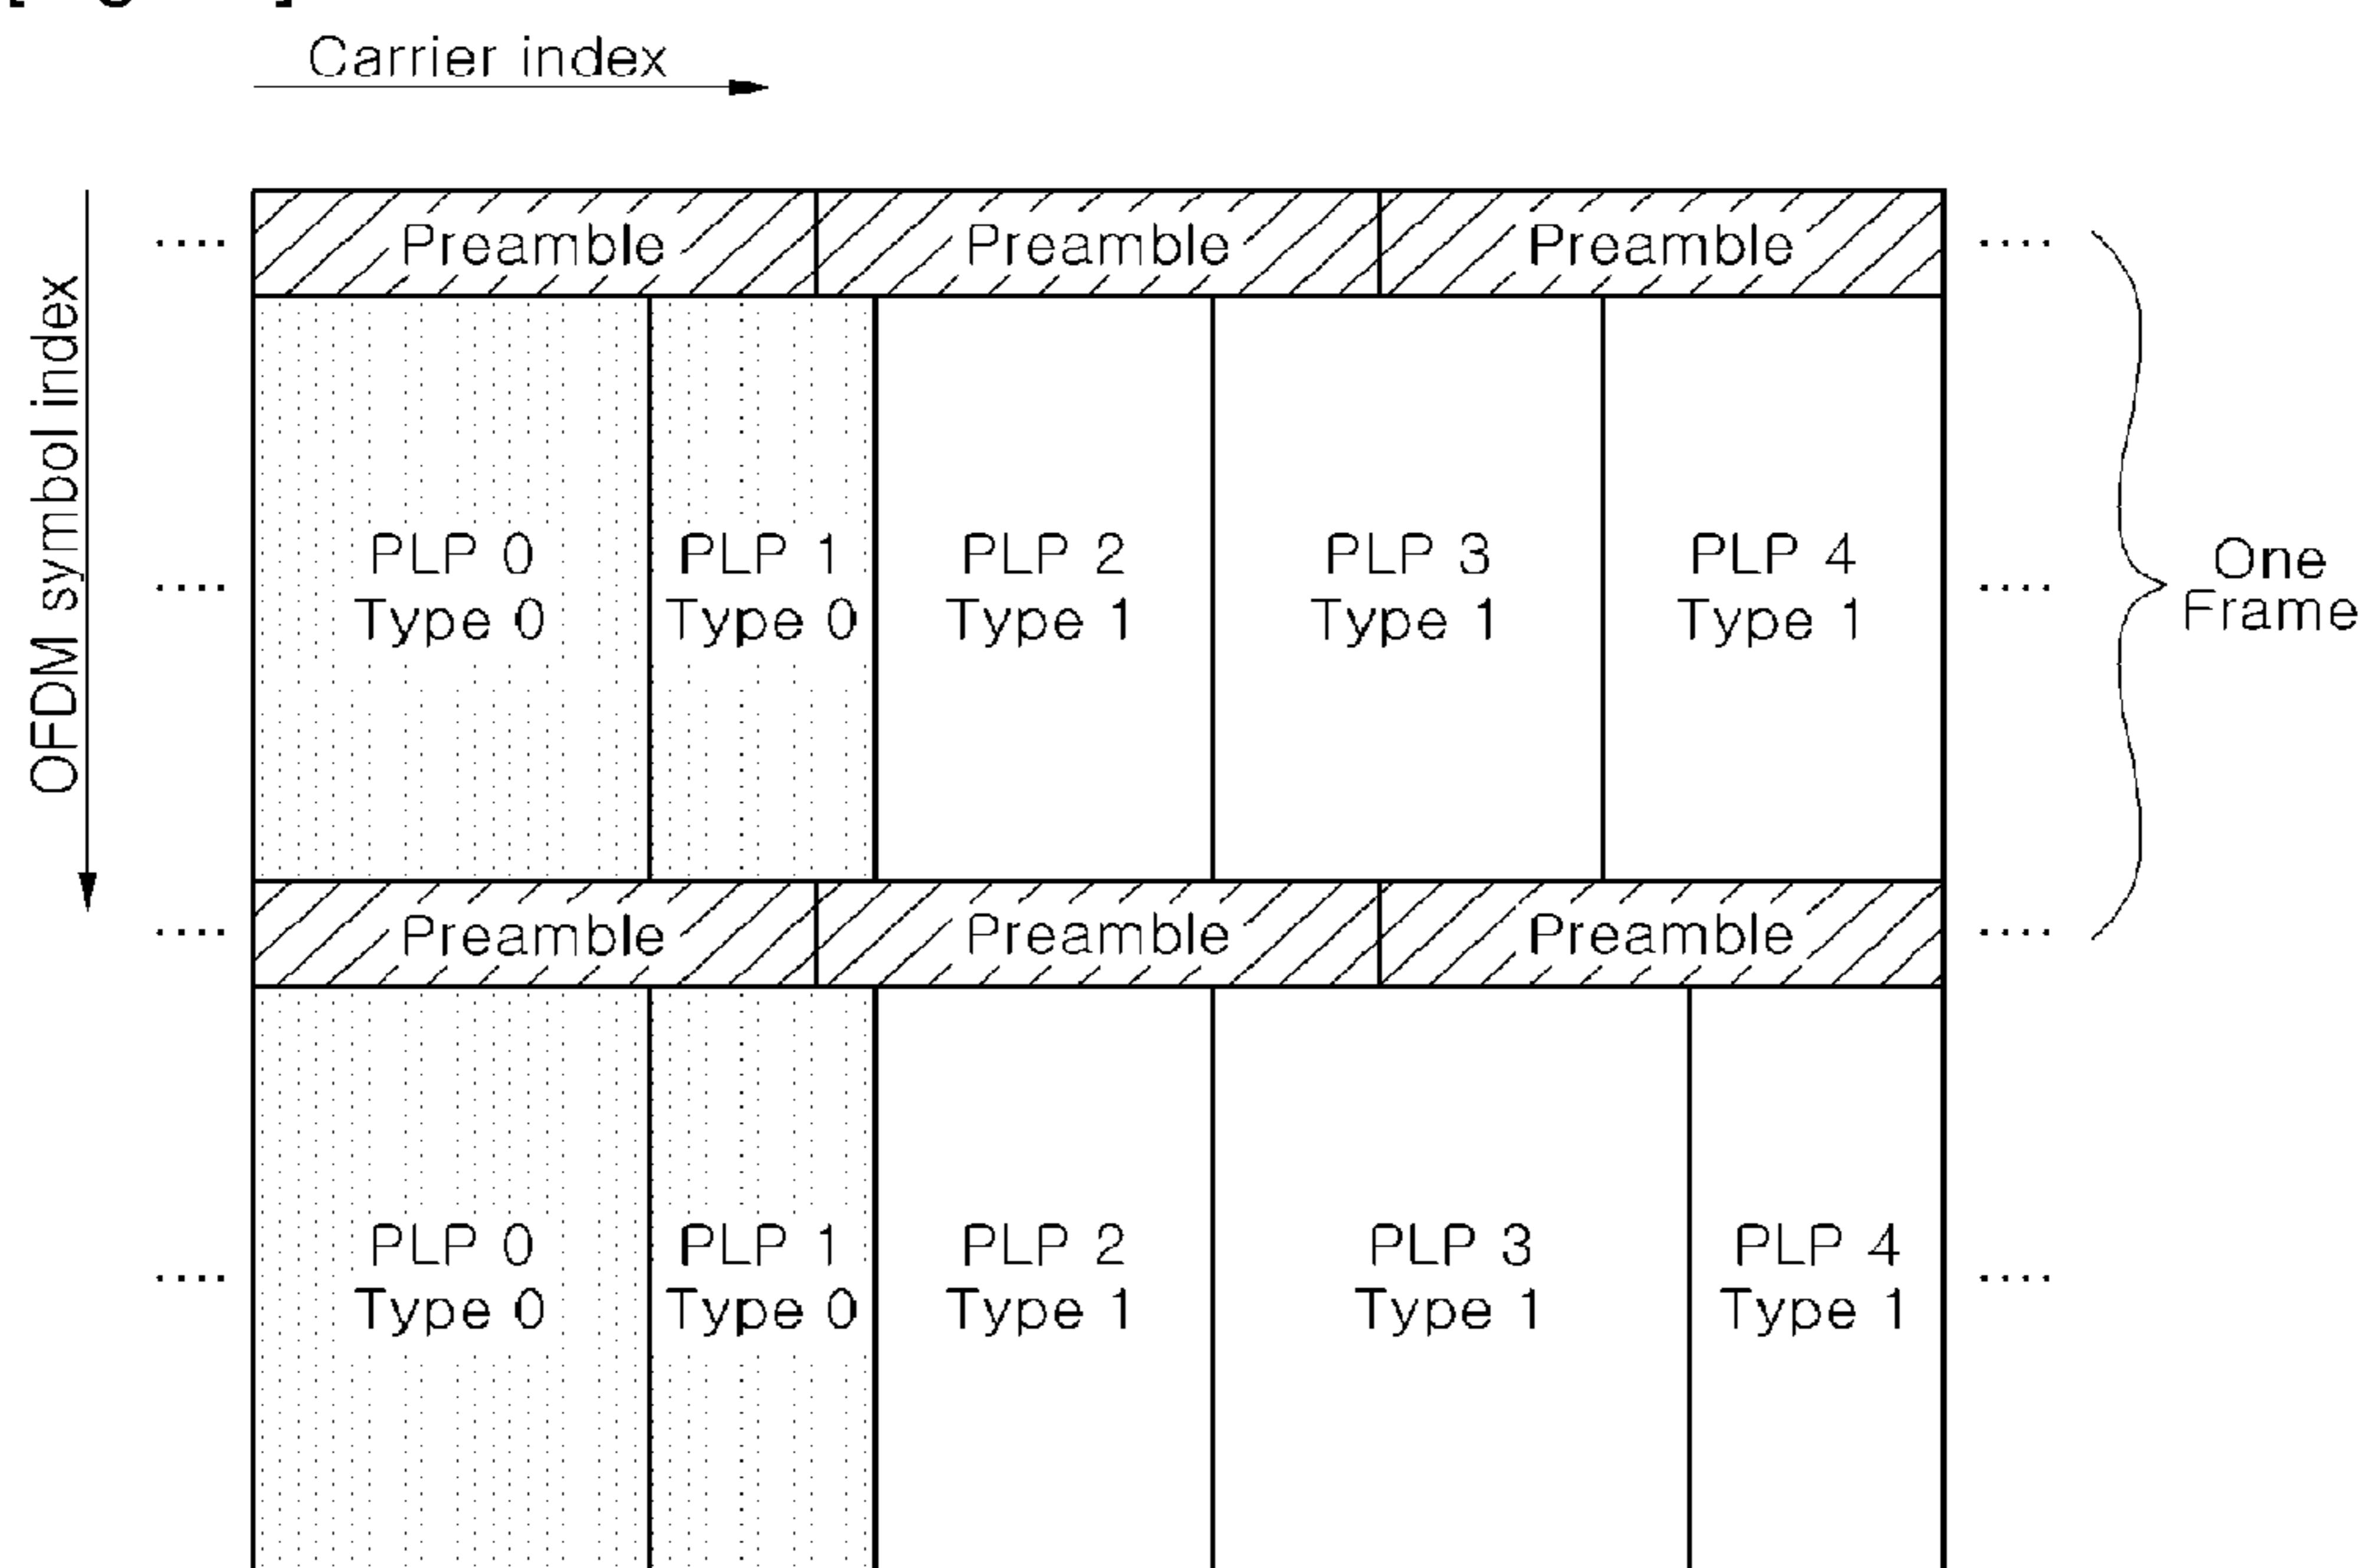 Carrier index
OFDM symbol index
.... Preamble Preamble Preamble ....
.... PLP 0 PLP 1 PLP 2 PLP 3 PLP 4 ....
Type 0 Type 0 Type 1 Type 1 Type 1
One
Frame
.... Preamble Preamble Preamble ....
.... PLP 0 PLP 1 PLP 2 PLP 3 PLP 4 ....
Type 0 Type 0 Type 1 Type 1 Type 1